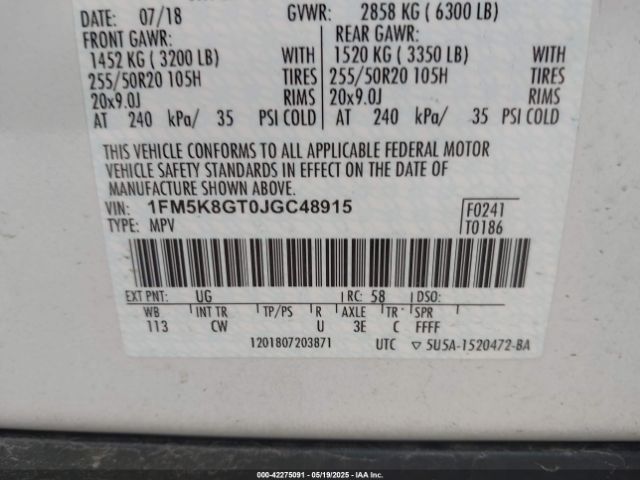 DATE: 07/18 GVWR: 2858 KG ( 6300 LB)
FRONT GAWR: REAR GAWR:
1452 KG ( 3200 LB) WITH 1520 KG ( 3350 LB) WITH
255/50R20 105H TIRES 255/50R20 105H TIRES
20x9.0J RIMS 20x9.0J RIMS
AT 240 kPa/ 35 PSI COLD AT 240 kPa/ 35 PSI COLD
THIS VEHICLE CONFORMS TO ALL APPLICABLE FEDERAL MOTOR
VEHICLE SAFETY STANDARDS IN EFFECT ON THE DATE OF
MANUFACTURE SHOWN ABOVE.
VIN: 1FM5K8GT0JGC48915 F0241
TYPE: MPV T0186
EXT PNT: UG RC: 58 DSO:
WB INT TR TP/PS R AXLE TR SPR
113 CW U 3E C FFFF
1201807203871 UTC ▽ 5U5A-1520472-BA
000-42275091 - 05/19/2025 - IAAI, Inc.